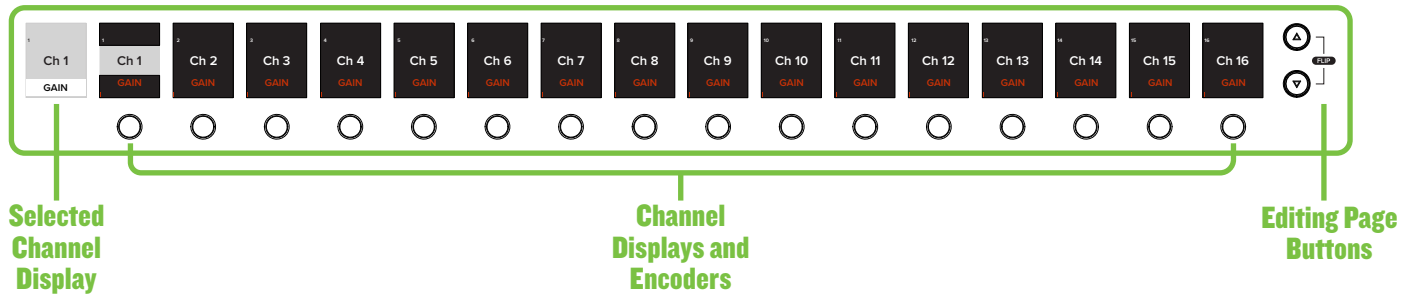 1 1 2 3 4 5 6 7 8 9 10 11 12 13 14 15 16
Ch 1 Ch 1 Ch 2 Ch 3 Ch 4 Ch 5 Ch 6 Ch 7 Ch 8 Ch 9 Ch 10 Ch 11 Ch 12 Ch 13 Ch 14 Ch 15 Ch 16 FLIP
GAIN GAIN GAIN GAIN GAIN GAIN GAIN GAIN GAIN GAIN GAIN GAIN GAIN GAIN GAIN GAIN GAIN
Selected
Channel
Display
Channel
Displays and
Encoders
Editing Page
Buttons